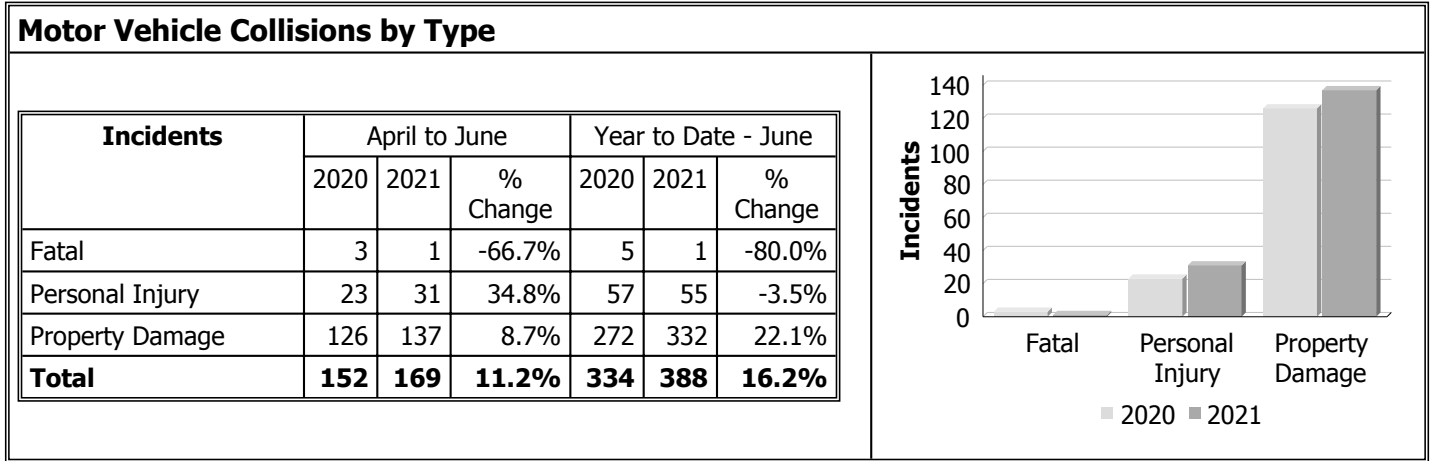 Motor Vehicle Collisions by Type
Incidents April to June Year to Date - June
2020 2021 % Change 2020 2021 % Change
Fatal 3 1 -66.7% 5 1 -80.0%
Personal Injury 23 31 34.8% 57 55 -3.5%
Property Damage 126 137 8.7% 272 332 22.1%
Total 152 169 11.2% 334 388 16.2%
Incidents
140
120
100
80
60
40
20
0
Fatal Personal Injury Property Damage
2020 2021